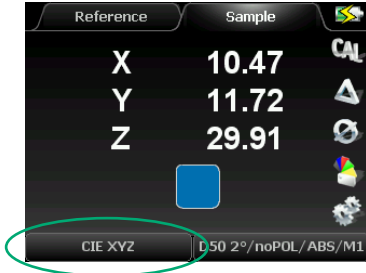 Reference Sample
CAL
X 10.47
Y 11.72
Z 29.91
CIE XYZ D50 2°/noPOL/ABS/M1